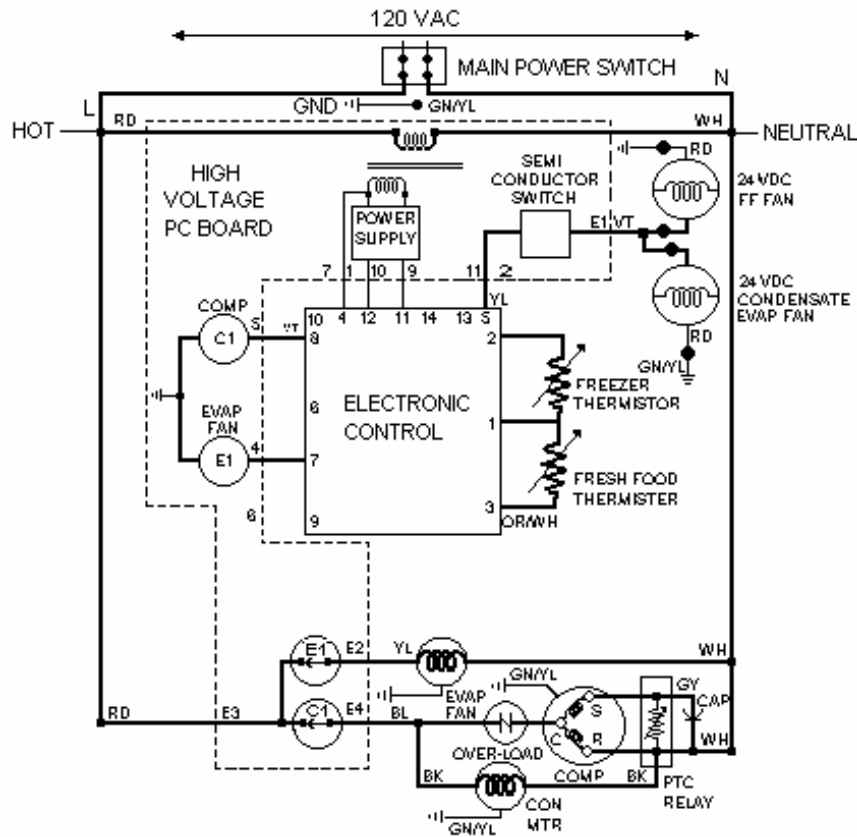 120 VAC
MAIN POWER SWITCH
L
N
GND
GN/YL
HOT
RD
WH
NEUTRAL
RD
HIGH
VOLTAGE
PC BOARD
SEMI
CONDUCTOR
SWITCH
24 VDC
FF FAN
POWER
SUPPLY
E1 VT
7 1 10 9 11 2
24 VDC
CONDENSATE
EVAP FAN
YL
COMP
10 4 12 11 14 13 S
C1
S
VT
8
2
RD
GN/YL
FREEZER
THERMISTOR
6
ELECTRONIC
CONTROL
1
EVAP
FAN
E1
4
7
FRESH FOOD
THERMISTER
3
6
9
OR/WH
E1
E2
YL
WH
GN/YL
EVAP
FAN
GY
CAP
RD
E3
C1
E4
BL
S
C
R
WH
OVER-LOAD
COMP
BK
BK
PTC
RELAY
CON
MTR
GN/YL